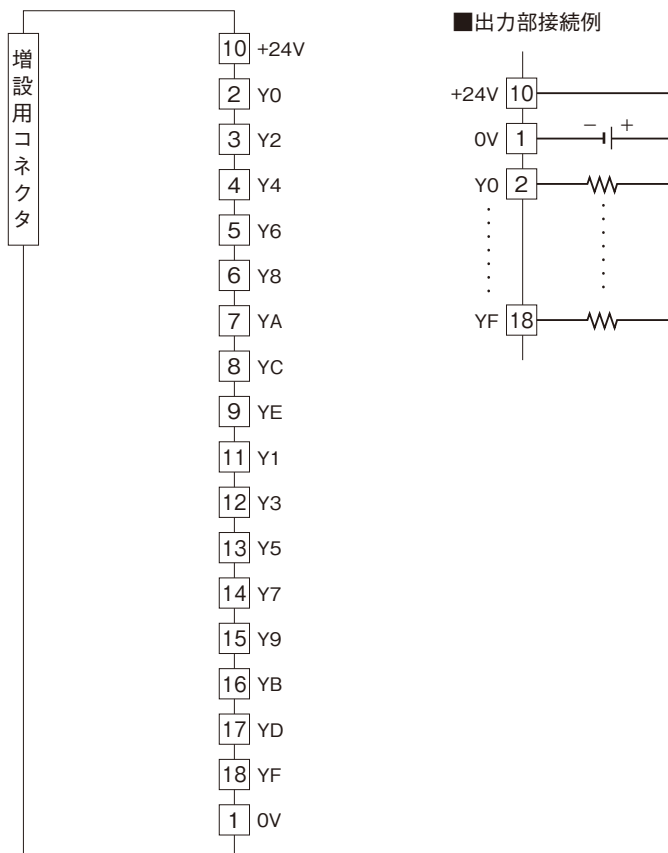 増設用コネクタ
10 +24V
2 Y0
3 Y2
4 Y4
5 Y6
6 Y8
7 YA
8 YC
9 YE
11 Y1
12 Y3
13 Y5
14 Y7
15 Y9
16 YB
17 YD
18 YF
1 0V
■出力部接続例
+24V 10
0V 1 − +
Y0 2
YF 18